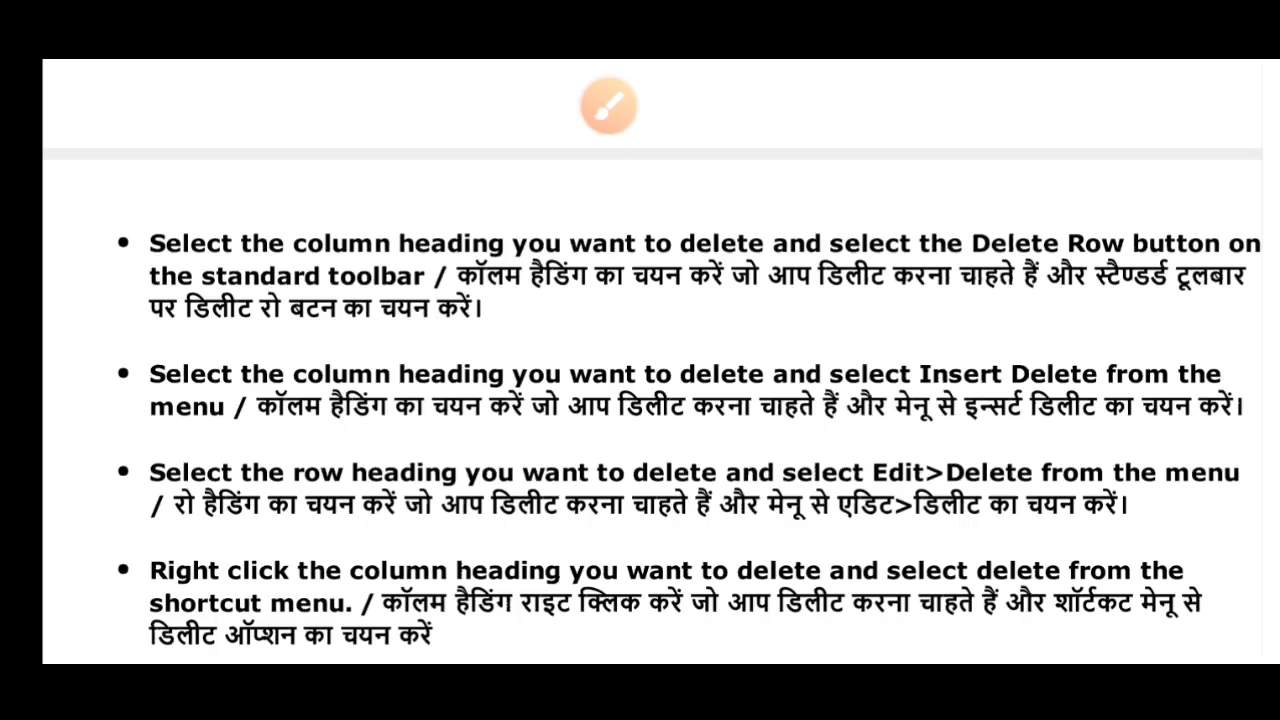 • Select the column heading you want to delete and select the Delete Row button on
the standard toolbar / कॉलम हैडिंग का चयन करें जो आप डिलीट करना चाहते हैं और स्टैण्डर्ड टूलबार
पर डिलीट रो बटन का चयन करें।
• Select the column heading you want to delete and select Insert Delete from the
menu / कॉलम हैडिंग का चयन करें जो आप डिलीट करना चाहते हैं और मेनू से इन्सर्ट डिलीट का चयन करें।
• Select the row heading you want to delete and select Edit>Delete from the menu
/ रो हैडिंग का चयन करें जो आप डिलीट करना चाहते हैं और मेनू से एडिट>डिलीट का चयन करें।
• Right click the column heading you want to delete and select delete from the
shortcut menu. / कॉलम हैडिंग राइट क्लिक करें जो आप डिलीट करना चाहते हैं और शॉर्टकट मेनू से
डिलीट ऑप्शन का चयन करें